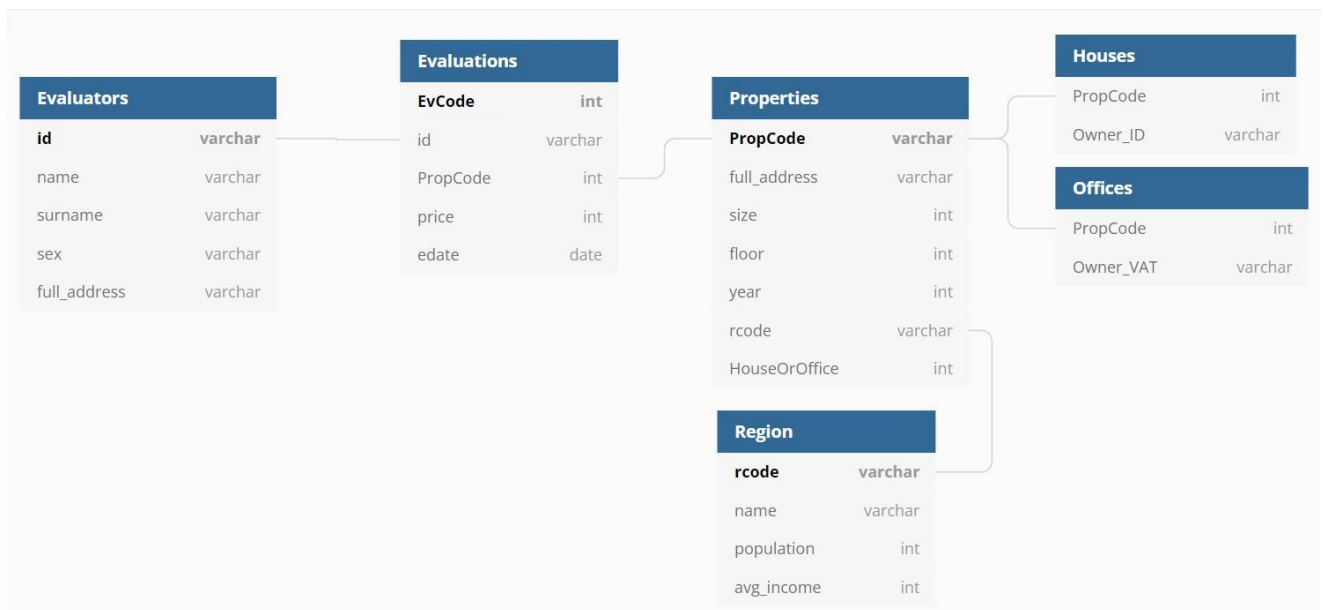 Evaluators
id varchar
name varchar
surname varchar
sex varchar
full_address varchar
Evaluations
EvCode int
id varchar
PropCode int
price int
edate date
Properties
PropCode varchar
full_address varchar
size int
floor int
year int
rcode varchar
HouseOrOffice int
Region
rcode varchar
name varchar
population int
avg_income int
Houses
PropCode int
Owner_ID varchar
Offices
PropCode int
Owner_VAT varchar